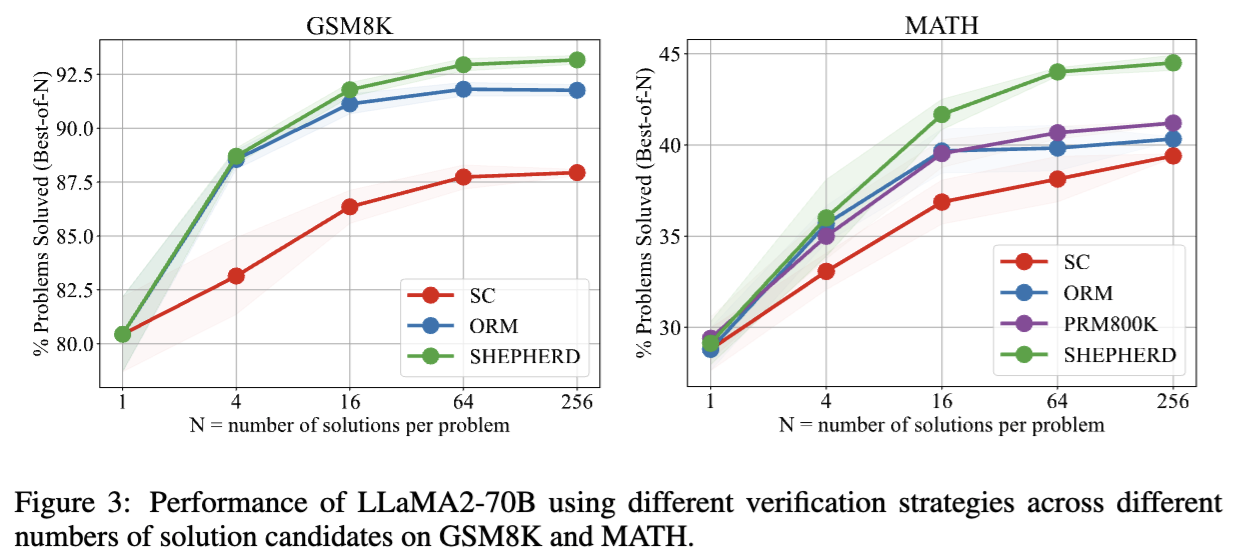 GSM8K
% Problems Soluved (Best-of-N)
92.5
90.0
87.5
85.0
82.5
80.0
SC
ORM
SHEPHERD
1 4 16 64 256
N = number of solutions per problem
MATH
% Problems Soluved (Best-of-N)
45
40
35
30
SC
ORM
PRM800K
SHEPHERD
1 4 16 64 256
N = number of solutions per problem
Figure 3: Performance of LLaMA2-70B using different verification strategies across different
numbers of solution candidates on GSM8K and MATH.